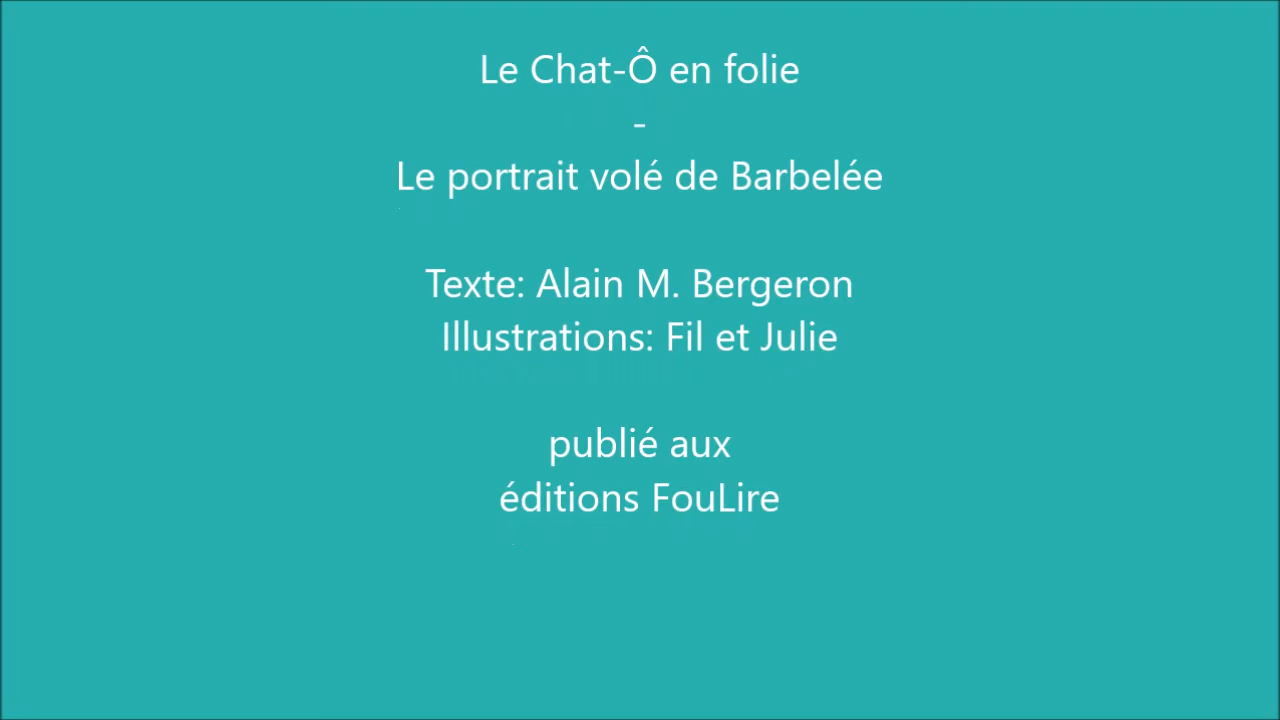 Le Chat-Ô en folie
-
Le portrait volé de Barbelée
Texte: Alain M. Bergeron
Illustrations: Fil et Julie
publié aux
éditions FouLire